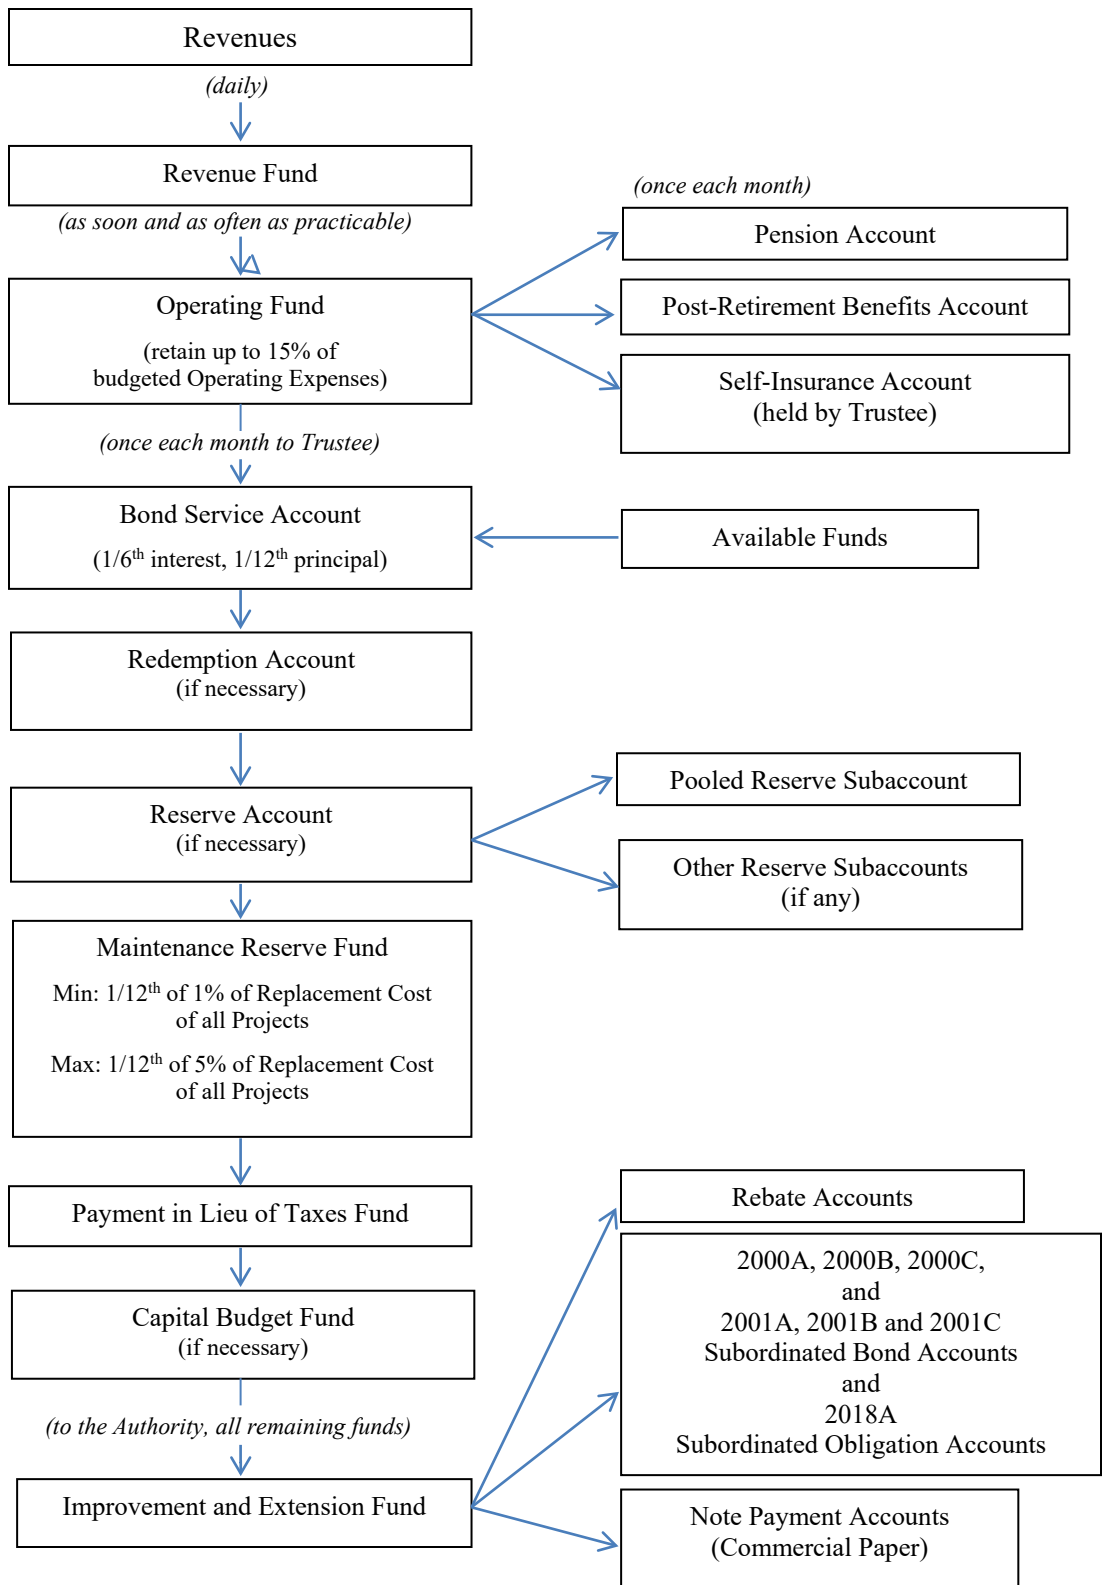 Revenues
(daily)
Revenue Fund
(as soon and as often as practicable)
(once each month)
Pension Account
Operating Fund
(retain up to 15% of
budgeted Operating Expenses)
Post-Retirement Benefits Account
Self-Insurance Account
(held by Trustee)
(once each month to Trustee)
Bond Service Account
(1/6th interest, 1/12th principal)
Available Funds
Redemption Account
(if necessary)
Reserve Account
(if necessary)
Pooled Reserve Subaccount
Other Reserve Subaccounts
(if any)
Maintenance Reserve Fund
Min: 1/12th of 1% of Replacement Cost
of all Projects
Max: 1/12th of 5% of Replacement Cost
of all Projects
Payment in Lieu of Taxes Fund
Capital Budget Fund
(if necessary)
(to the Authority, all remaining funds)
Improvement and Extension Fund
Rebate Accounts
2000A, 2000B, 2000C,
and
2001A, 2001B and 2001C
Subordinated Bond Accounts
and
2018A
Subordinated Obligation Accounts
Note Payment Accounts
(Commercial Paper)